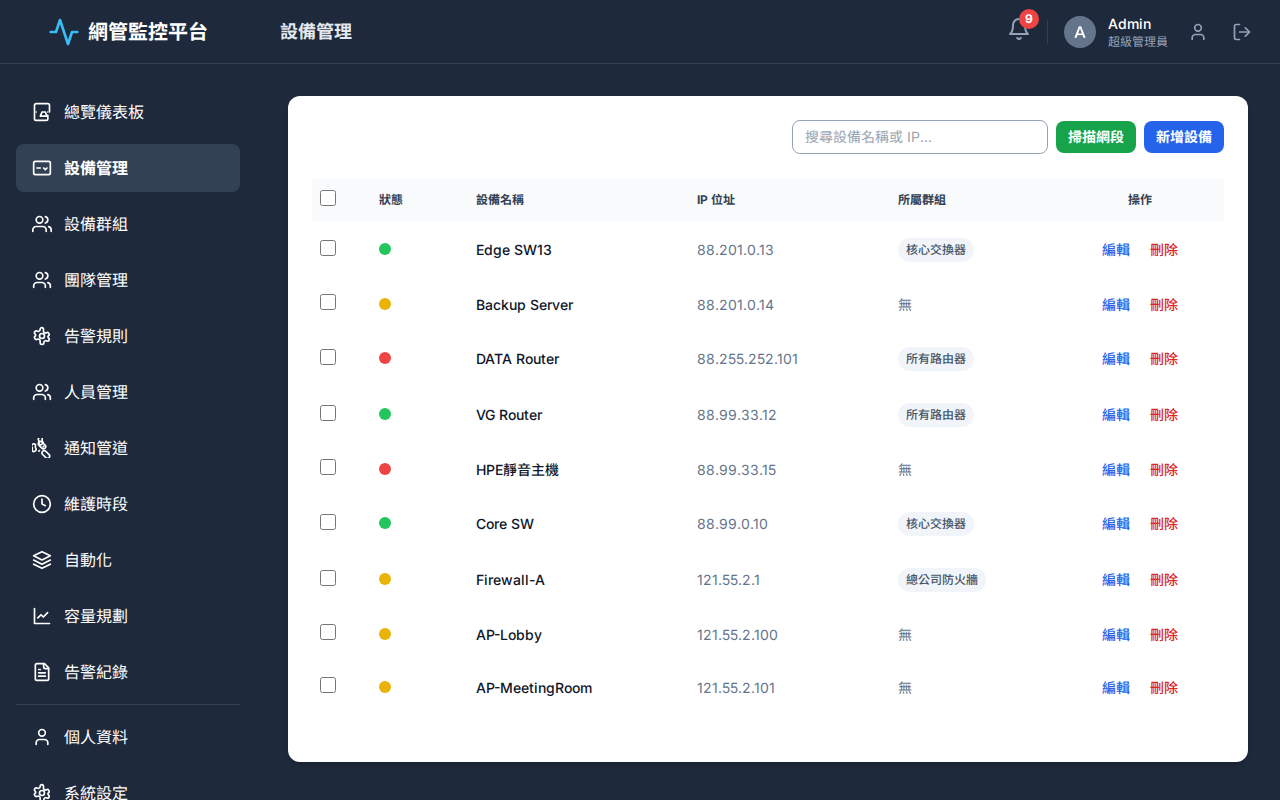 網管監控平台
設備管理
9
A
Admin
超級管理員
總覽儀表板
設備管理
設備群組
團隊管理
告警規則
人員管理
通知管道
維護時段
自動化
容量規劃
告警紀錄
個人資料
系統設定
搜尋設備名稱或 IP...
掃描網段
新增設備
狀態 設備名稱 IP 位址 所屬群組 操作
Edge SW13 88.201.0.13 核心交換器 編輯 刪除
Backup Server 88.201.0.14 無 編輯 刪除
DATA Router 88.255.252.101 所有路由器 編輯 刪除
VG Router 88.99.33.12 所有路由器 編輯 刪除
HPE靜音主機 88.99.33.15 無 編輯 刪除
Core SW 88.99.0.10 核心交換器 編輯 刪除
Firewall-A 121.55.2.1 總公司防火牆 編輯 刪除
AP-Lobby 121.55.2.100 無 編輯 刪除
AP-MeetingRoom 121.55.2.101 無 編輯 刪除